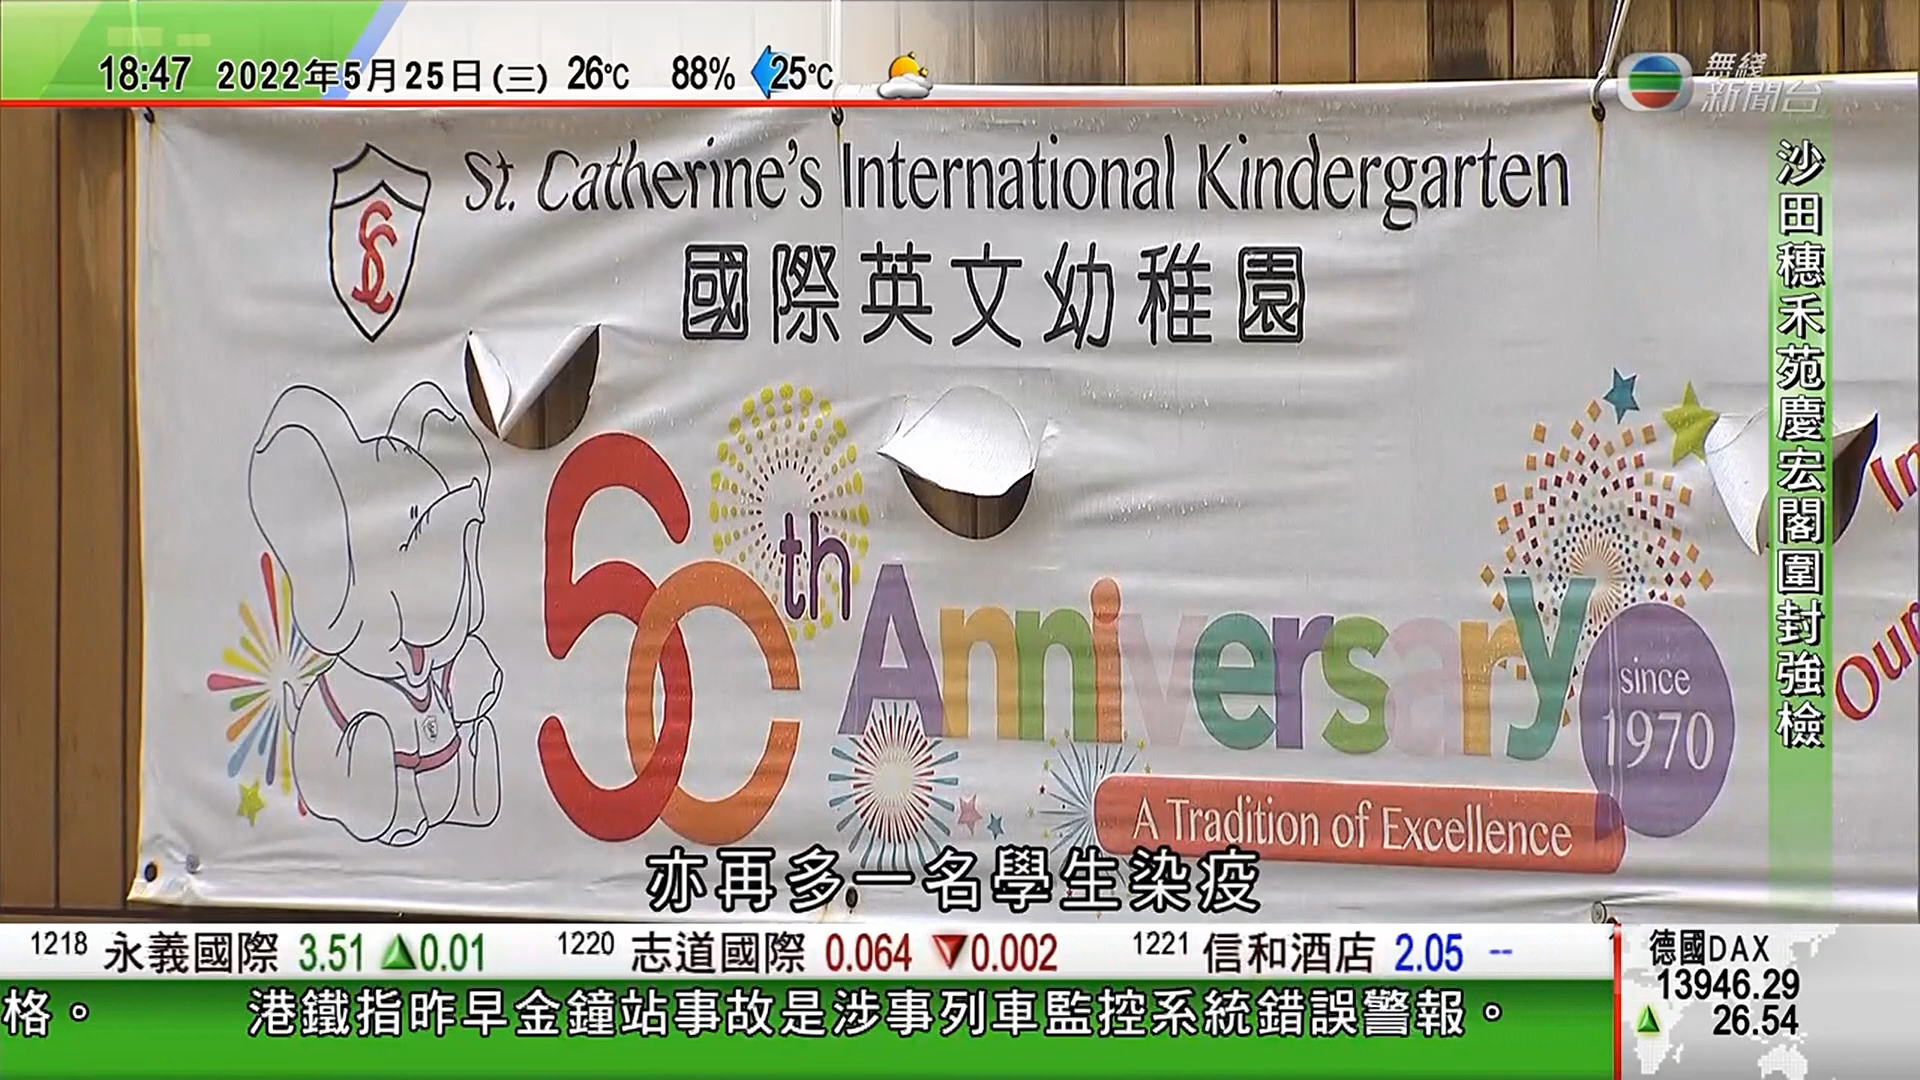 18:47 2022年5月25日(三) 26℃ 88% 25℃
無綫
新聞台
沙田穗禾苑慶宏閣圍封強檢
St. Catherine's International Kindergarten
國際英文幼稚園
50th Anniversary
since
1970
A Tradition of Excellence
In
Our
亦再多一名學生染疫
1218 永義國際 3.51 ▲0.01 1220 志道國際 0.064 ▼0.002 1221 信和酒店 2.05 --
德國DAX
13946.29
▲ 26.54
格。 港鐵指昨早金鐘站事故是涉事列車監控系統錯誤警報。